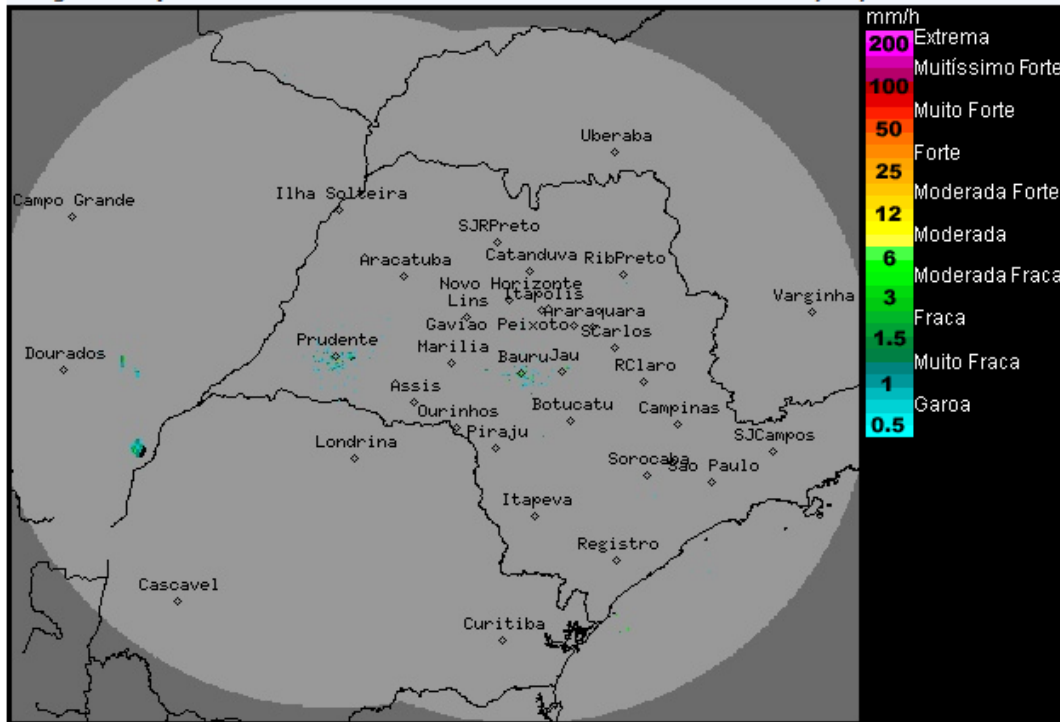 mm/h
200 Extrema
Muitíssimo Forte
100
Muito Forte
50
Forte
25
Moderada Forte
12
Moderada
6
Moderada Fraca
3
Fraca
1.5
Muito Fraca
1
Garoa
0.5
Uberaba
Campo Grande
Ilha Solteira
SJRPreto
Catanduva
RibPreto
Aracatuba
Novo Horizonte
Itapolis
Lins
Araraquara
Varginha
Gaviao Peixoto
SCarlos
Prudente
Dourados
Marilia
Bauru
Jau
RClaro
Assis
Ourinhos
Botucatu
Campinas
Piraju
Londrina
SJCampos
Sorocaba
Sao Paulo
Itapeva
Registro
Cascavel
Curitiba